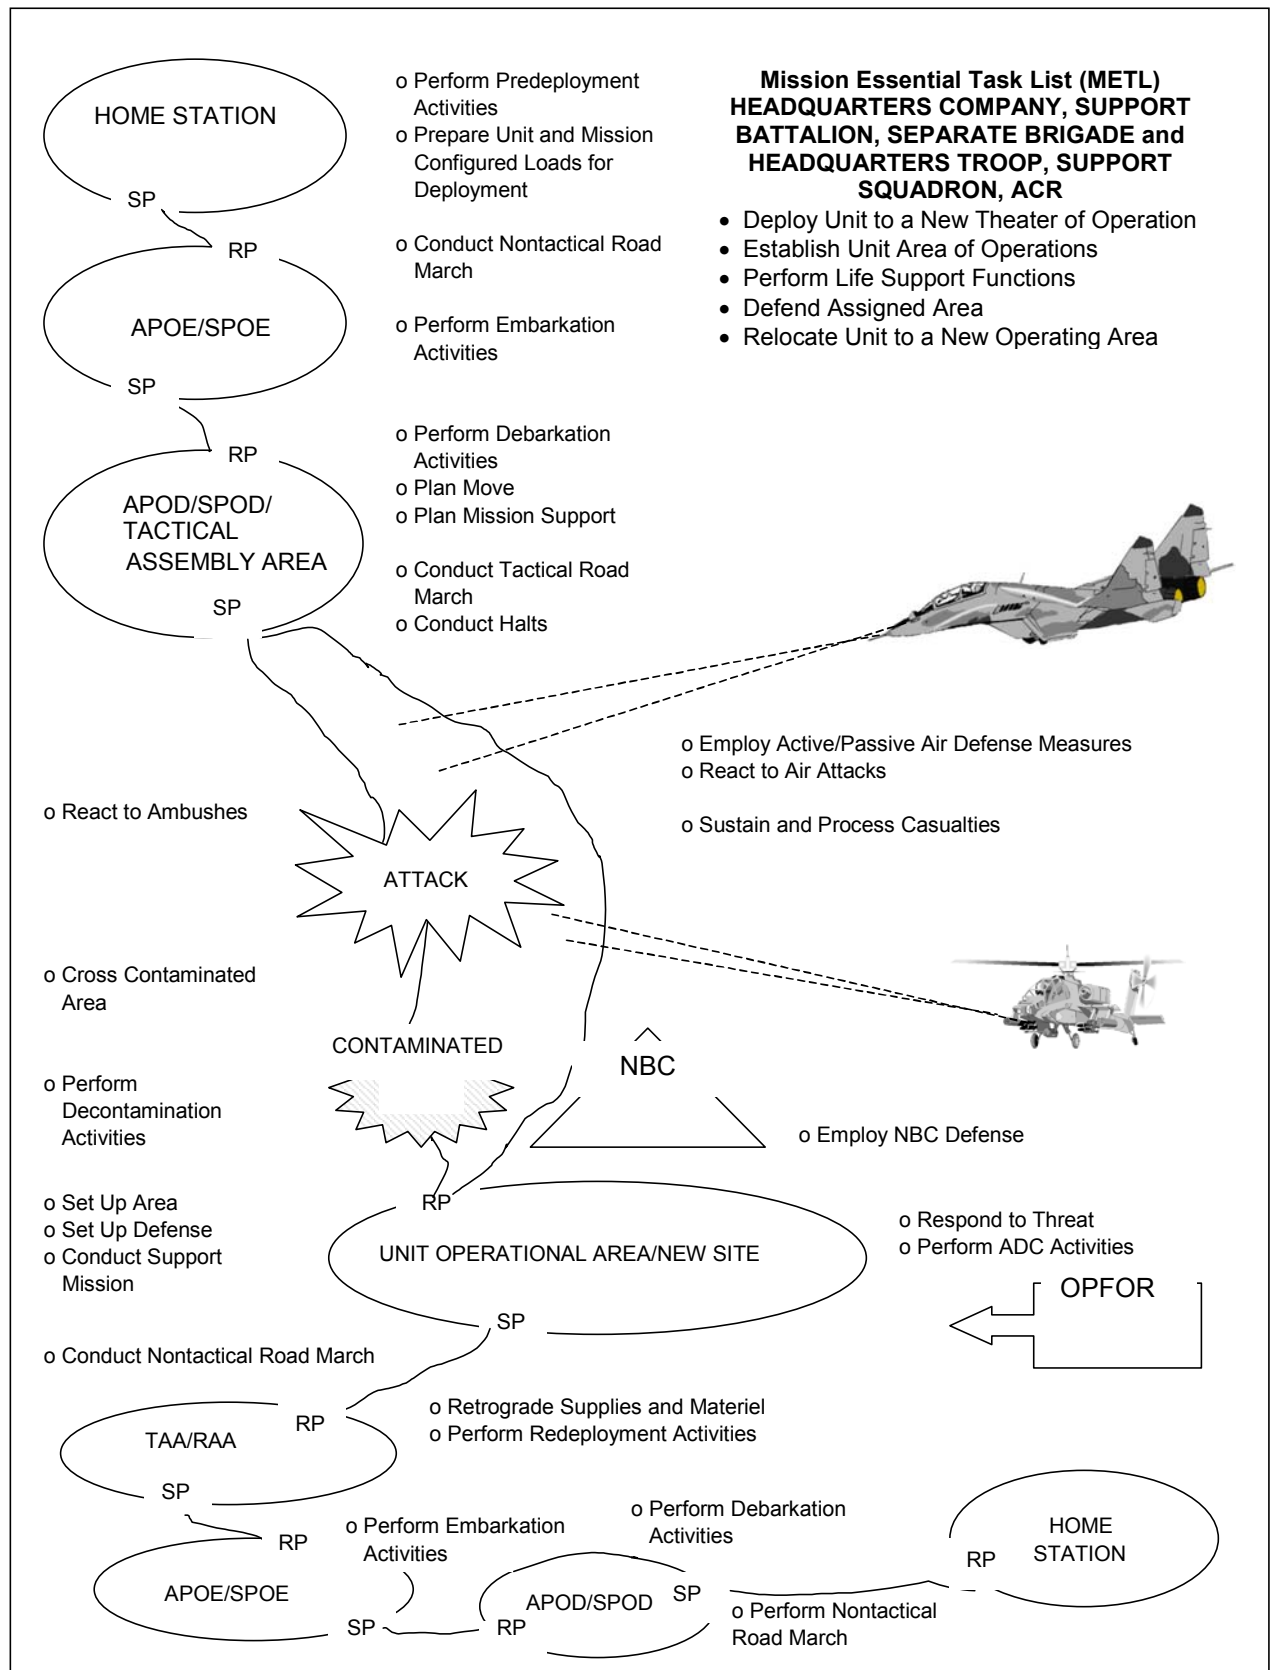 HOME STATION
SP
o Perform Predeployment
Activities
o Prepare Unit and Mission
Configured Loads for
Deployment
Mission Essential Task List (METL)
HEADQUARTERS COMPANY, SUPPORT
BATTALION, SEPARATE BRIGADE and
HEADQUARTERS TROOP, SUPPORT
SQUADRON, ACR
• Deploy Unit to a New Theater of Operation
• Establish Unit Area of Operations
• Perform Life Support Functions
• Defend Assigned Area
• Relocate Unit to a New Operating Area
RP
o Conduct Nontactical Road
March
APOE/SPOE
o Perform Embarkation
Activities
SP
RP
o Perform Debarkation
Activities
o Plan Move
o Plan Mission Support
APOD/SPOD/
TACTICAL
ASSEMBLY AREA
SP
o Conduct Tactical Road
March
o Conduct Halts
o Employ Active/Passive Air Defense Measures
o React to Air Attacks
o React to Ambushes
o Sustain and Process Casualties
ATTACK
o Cross Contaminated
Area
CONTAMINATED
NBC
o Perform
Decontamination
Activities
o Employ NBC Defense
o Set Up Area
o Set Up Defense
o Conduct Support
Mission
RP
UNIT OPERATIONAL AREA/NEW SITE
SP
o Respond to Threat
o Perform ADC Activities
OPFOR
o Conduct Nontactical Road March
RP
TAA/RAA
SP
o Retrograde Supplies and Materiel
o Perform Redeployment Activities
RP
APOE/SPOE
SP
o Perform Embarkation
Activities
o Perform Debarkation
Activities
RP
APOD/SPOD
SP
o Perform Nontactical
Road March
HOME
STATION
RP